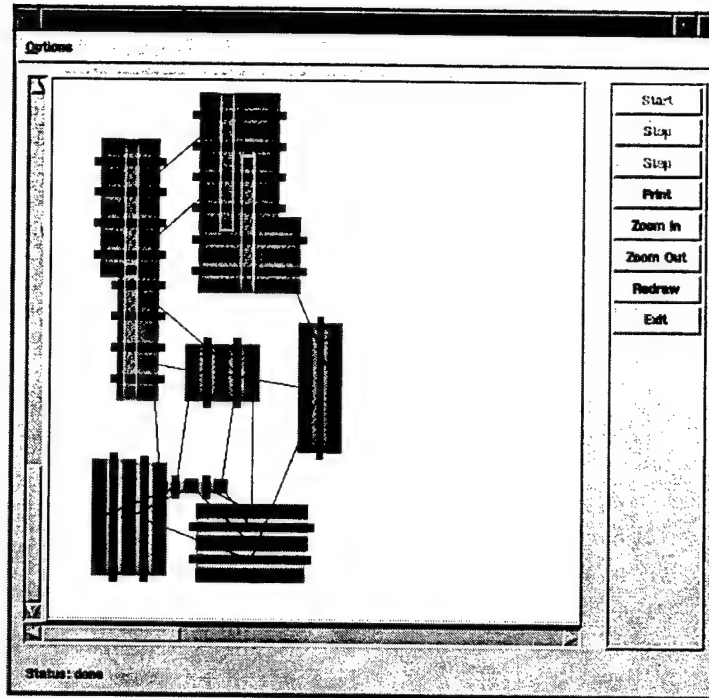 Options
Start
Stop
Step
Print
Zoom In
Zoom Out
Redraw
Exit
Status: done